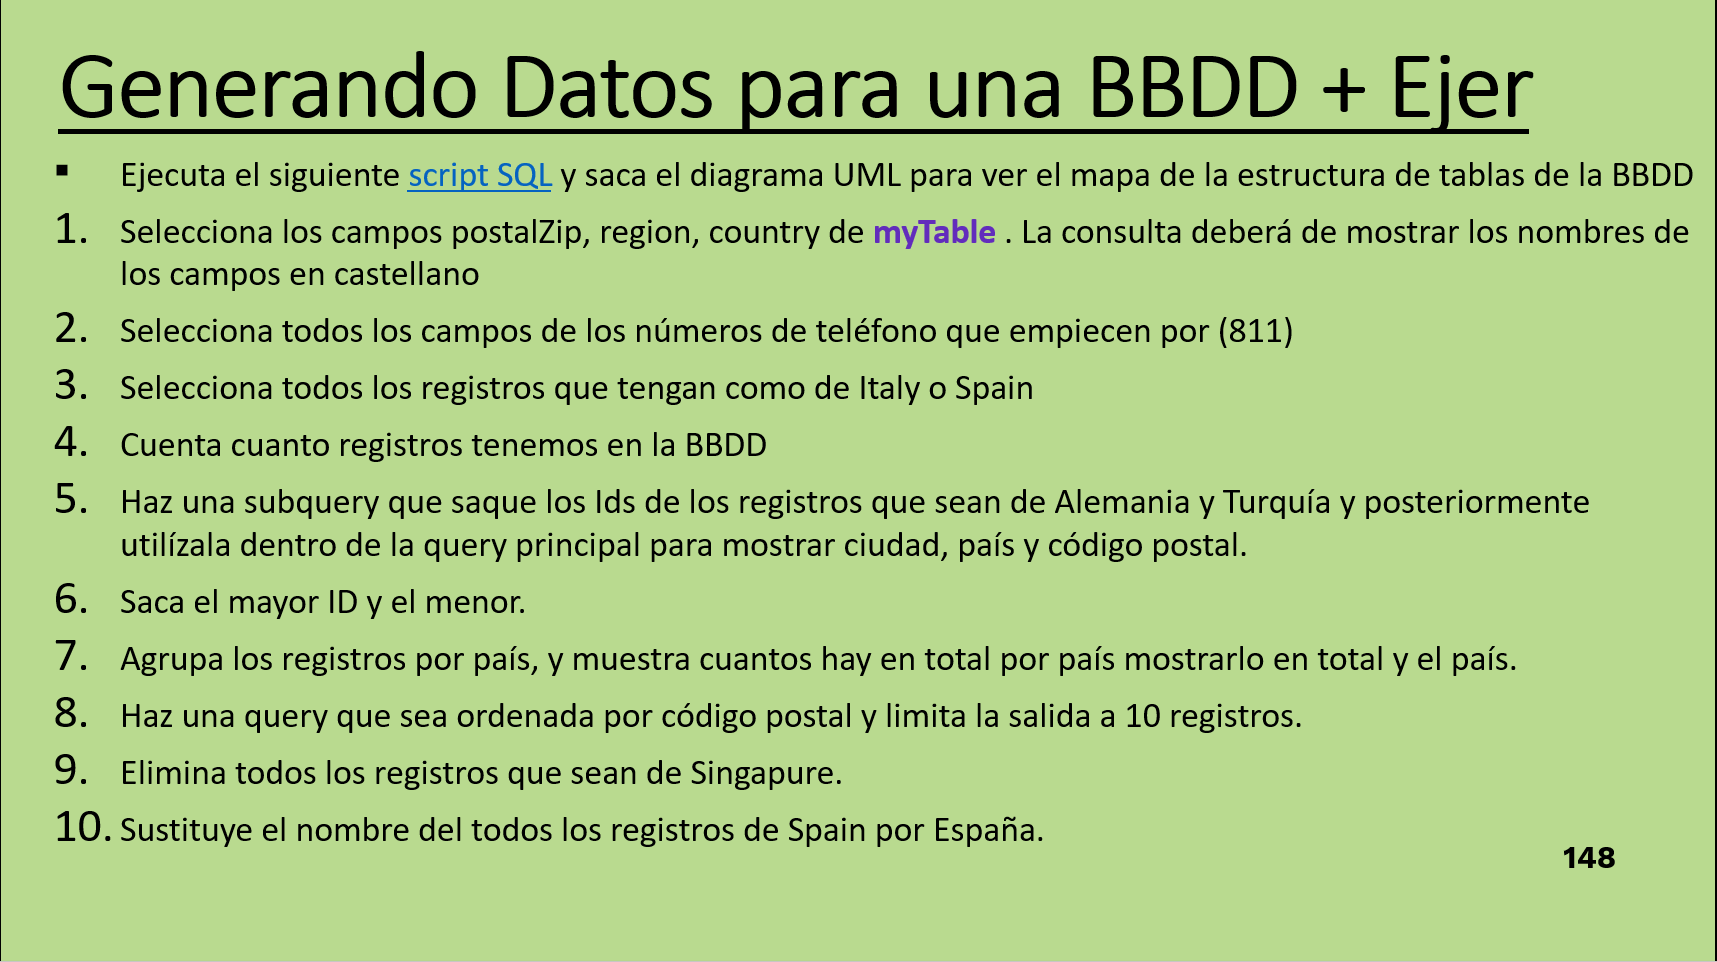 Generando Datos para una BBDD + Ejer
▪ Ejecuta el siguiente script SQL y saca el diagrama UML para ver el mapa de la estructura de tablas de la BBDD
1. Selecciona los campos postalZip, region, country de myTable . La consulta deberá de mostrar los nombres de
los campos en castellano
2. Selecciona todos los campos de los números de teléfono que empiecen por (811)
3. Selecciona todos los registros que tengan como de Italy o Spain
4. Cuenta cuanto registros tenemos en la BBDD
5. Haz una subquery que saque los Ids de los registros que sean de Alemania y Turquía y posteriormente
utilízala dentro de la query principal para mostrar ciudad, país y código postal.
6. Saca el mayor ID y el menor.
7. Agrupa los registros por país, y muestra cuantos hay en total por país mostrarlo en total y el país.
8. Haz una query que sea ordenada por código postal y limita la salida a 10 registros.
9. Elimina todos los registros que sean de Singapure.
10. Sustituye el nombre del todos los registros de Spain por España.
148